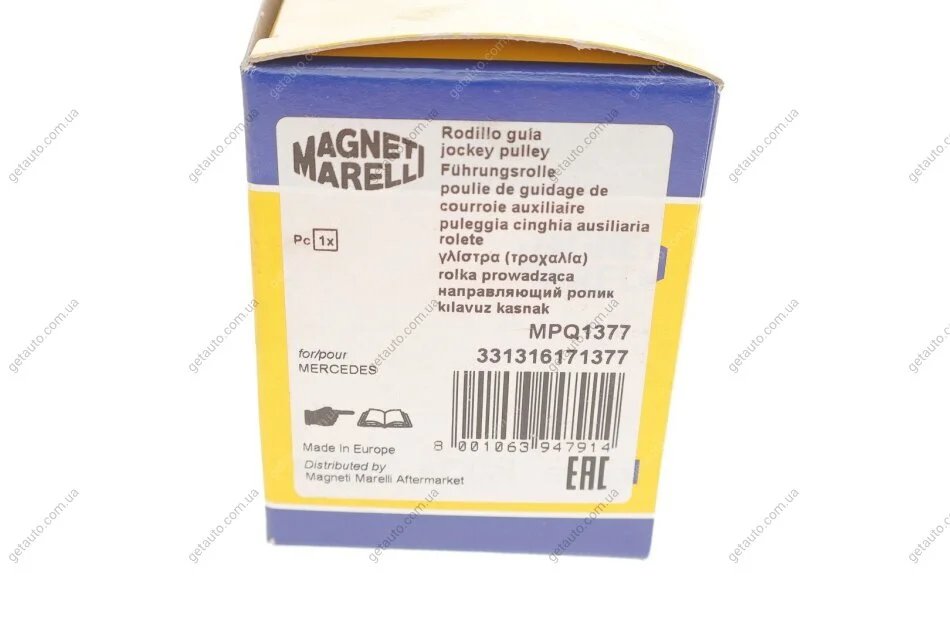 MAGNETI
MARELLI
Pc 1x
Rodillo guía
jockey pulley
Führungsrolle
poulie de guidage de
courroie auxiliaire
puleggia cinghia ausiliaria
rolete
γλίστρα (τροχαλία)
rolka prowadząca
направляющий ролик
kılavuz kasnak
MPQ1377
331316171377
for/pour
MERCEDES
8 001063 947914
Made in Europe
Distributed by
Magneti Marelli Aftermarket
EAC
getauto.com.ua